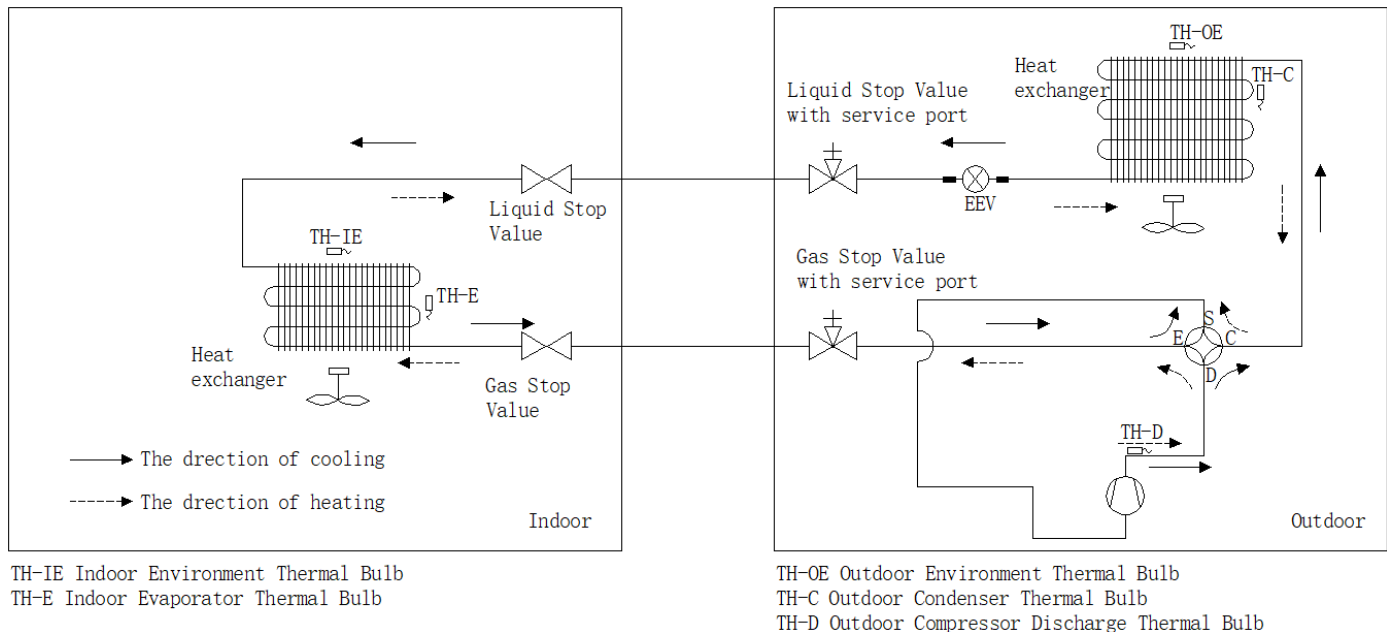 TH-OE
Heat
exchanger
TH-C
Liquid Stop Value
with service port
EEV
Liquid Stop
Value
TH-IE
TH-E
Gas Stop Value
with service port
S
E
C
D
Heat
exchanger
Gas Stop
Value
TH-D
The drection of cooling
The direction of heating
Indoor
Outdoor
TH-IE Indoor Environment Thermal Bulb
TH-E Indoor Evaporator Thermal Bulb
TH-OE Outdoor Environment Thermal Bulb
TH-C Outdoor Condenser Thermal Bulb
TH-D Outdoor Compressor Discharge Thermal Bulb